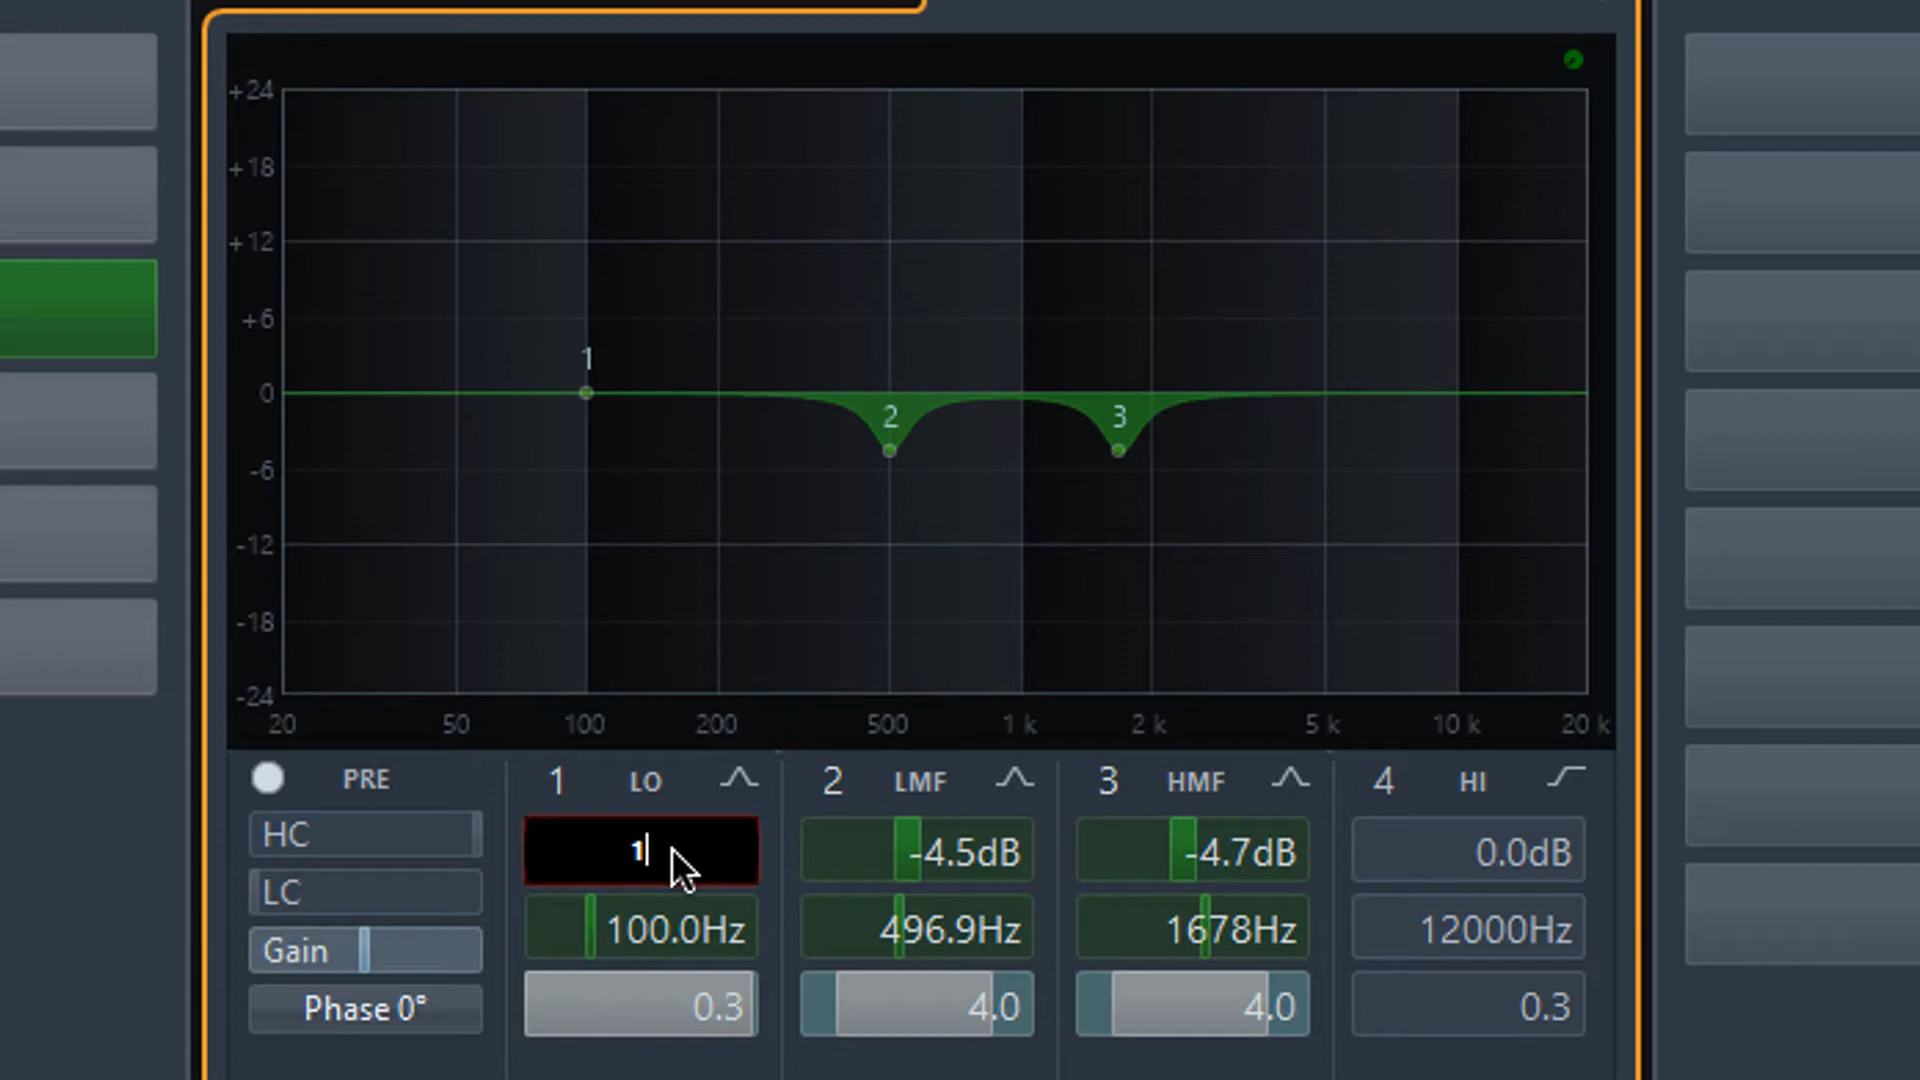 +24
+18
+12
+6
0
-6
-12
-18
-24
1
2
3
20 50 100 200 500 1 k 2 k 5 k 10 k 20 k
PRE 1 LO 2 LMF 3 HMF 4 HI
HC 1 -4.5dB -4.7dB 0.0dB
LC
100.0Hz 496.9Hz 1678Hz 12000Hz
Gain
Phase 0° 0.3 4.0 4.0 0.3